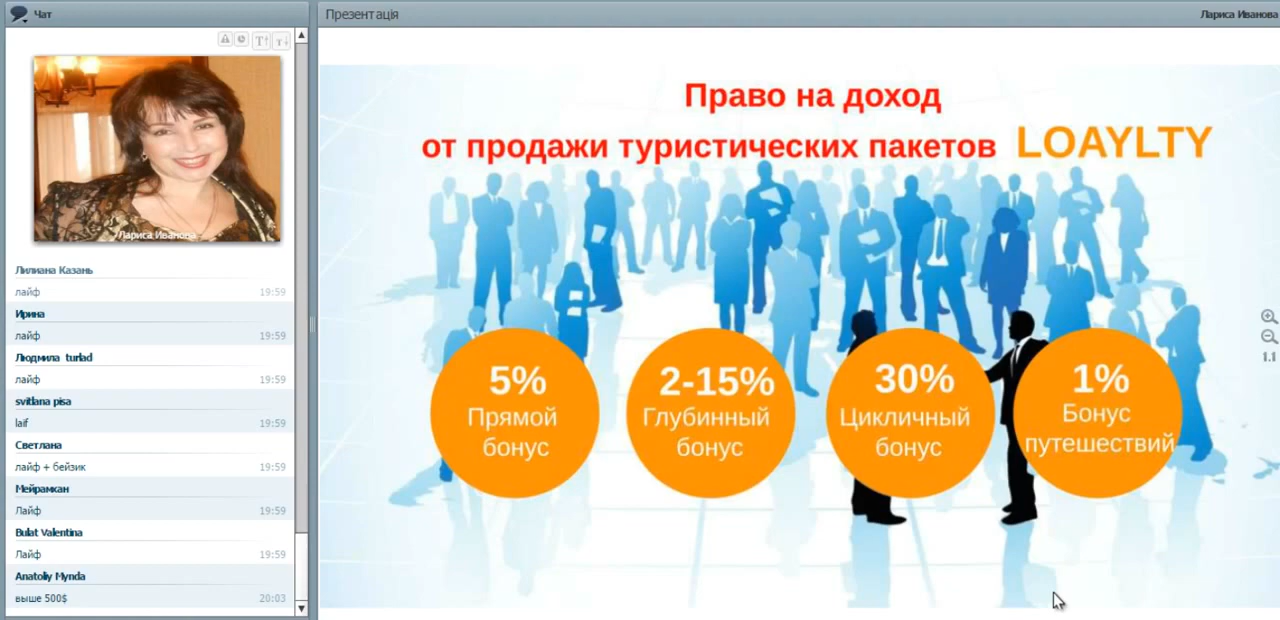 Чат
Лариса Иванова
Лилиана Казань
лайф 19:59
Ирина
лайф 19:59
Людмила turlad
лайф 19:59
svitlana pisa
laif 19:59
Светлана
лайф + бейзик 19:59
Мейрамкан
Лайф 19:59
Bulat Valentina
Лайф 19:59
Anatoliy Mynda
выше 500$ 20:03
Презентація
Лариса Иванова
Право на доход
от продажи туристических пакетов LOAYLTY
5%
Прямой
бонус
2-15%
Глубинный
бонус
30%
Цикличный
бонус
1%
Бонус
путешествий
1.1